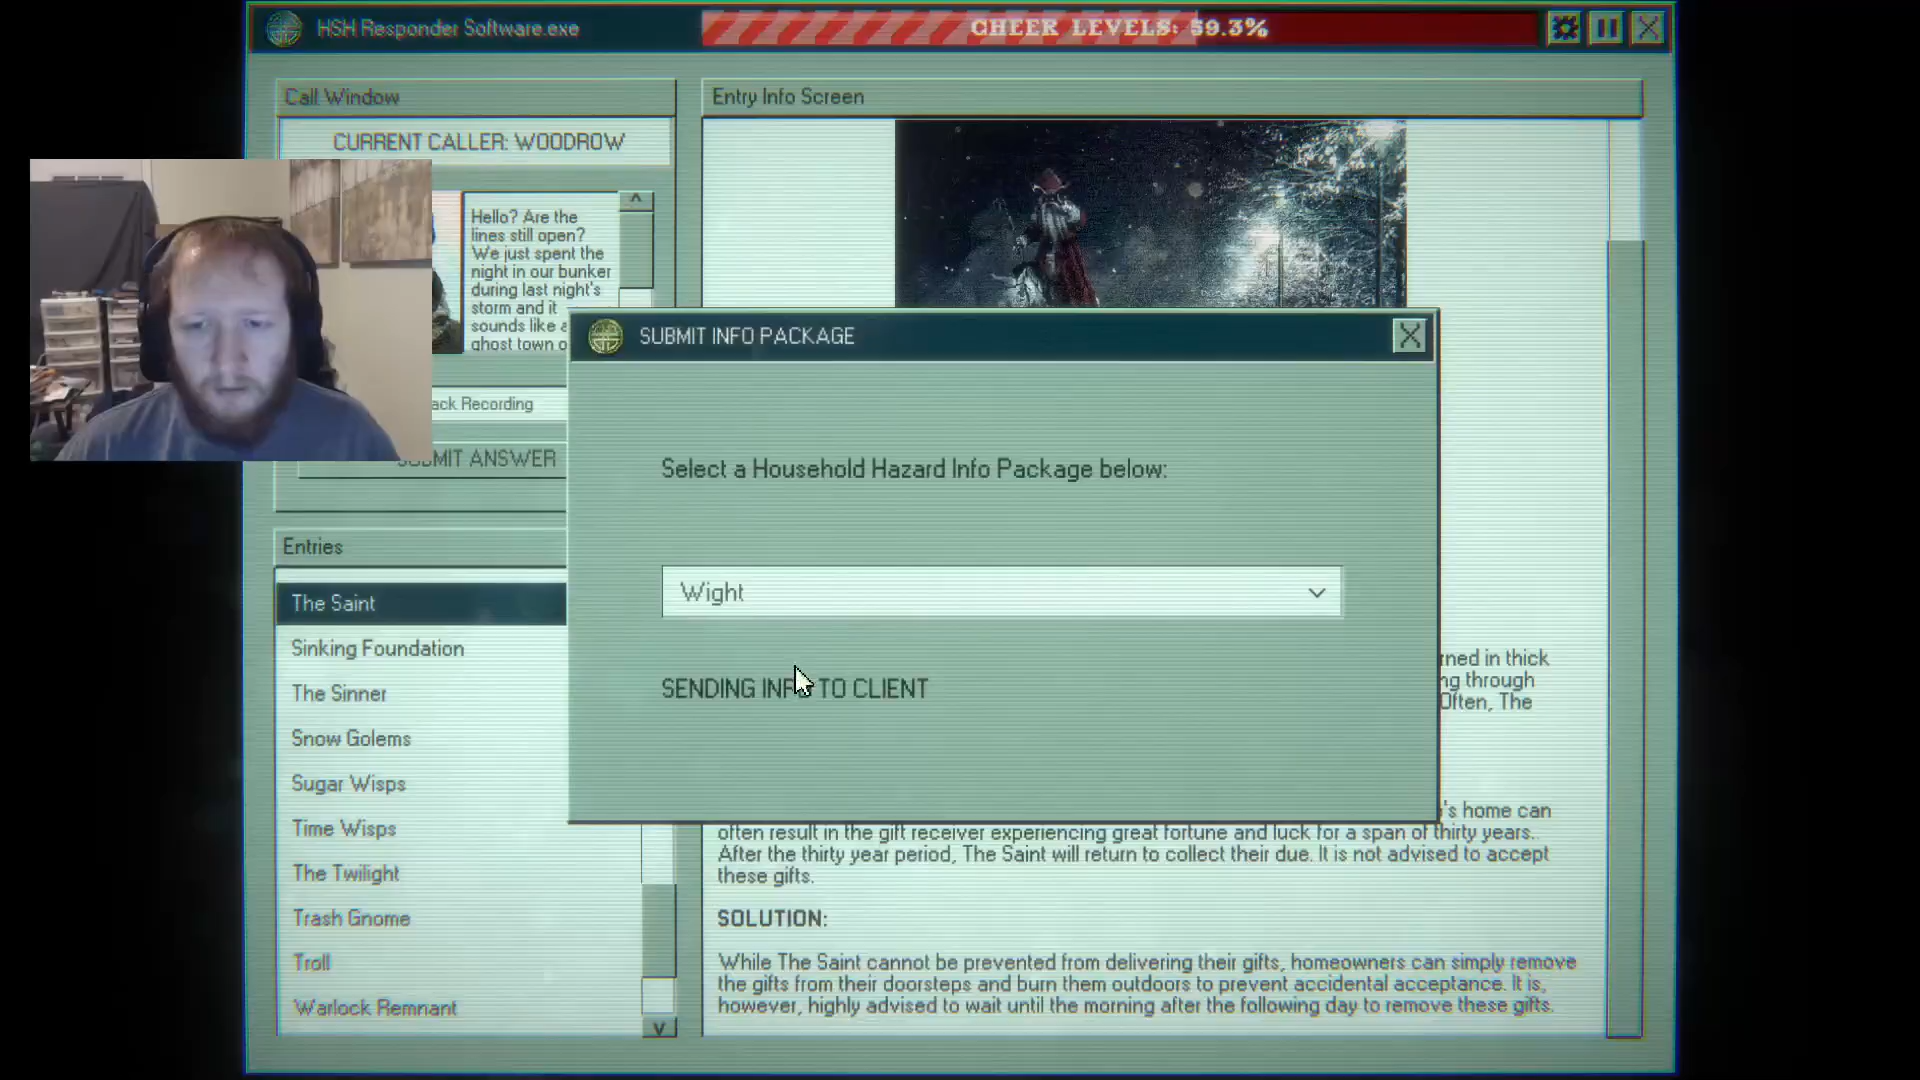 HSH Responder Software.exe
CHEER LEVELS: 59.3%
Call Window
CURRENT CALLER: WOODROW
Hello? Are the
lines still open?
We just spent the
night in our bunker
during last night's
storm and it
sounds like a
ghost town o
ack Recording
SUBMIT ANSWER
Entries
The Saint
Sinking Foundation
The Sinner
Snow Golems
Sugar Wisps
Time Wisps
The Twilight
Trash Gnome
Troll
Warlock Remnant
Entry Info Screen
SUBMIT INFO PACKAGE
Select a Household Hazard Info Package below:
Wight
SENDING INFO TO CLIENT
rned in thick
ng through
Often, The
's home can
often result in the gift receiver experiencing great fortune and luck for a span of thirty years.
After the thirty year period, The Saint will return to collect their due. It is not advised to accept
these gifts.
SOLUTION:
While The Saint cannot be prevented from delivering their gifts, homeowners can simply remove
the gifts from their doorsteps and burn them outdoors to prevent accidental acceptance. It is,
however, highly advised to wait until the morning after the following day to remove these gifts.